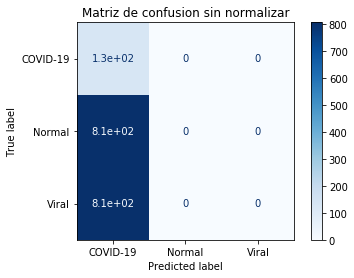 Matriz de confusion sin normalizar
True label
COVID-19
1.3e+02 0 0
Normal
8.1e+02 0 0
Viral
8.1e+02 0 0
COVID-19 Normal Viral
Predicted label
800
700
600
500
400
300
200
100
0